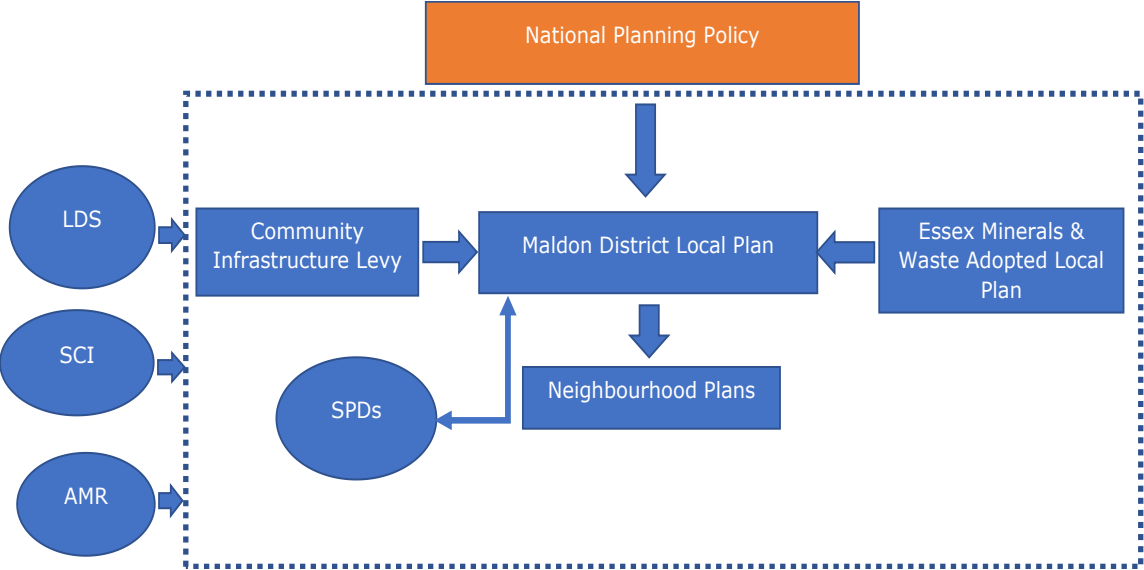 National Planning Policy
LDS
Community
Infrastructure Levy
Maldon District Local Plan
Essex Minerals &
Waste Adopted Local
Plan
SCI
SPDs
Neighbourhood Plans
AMR